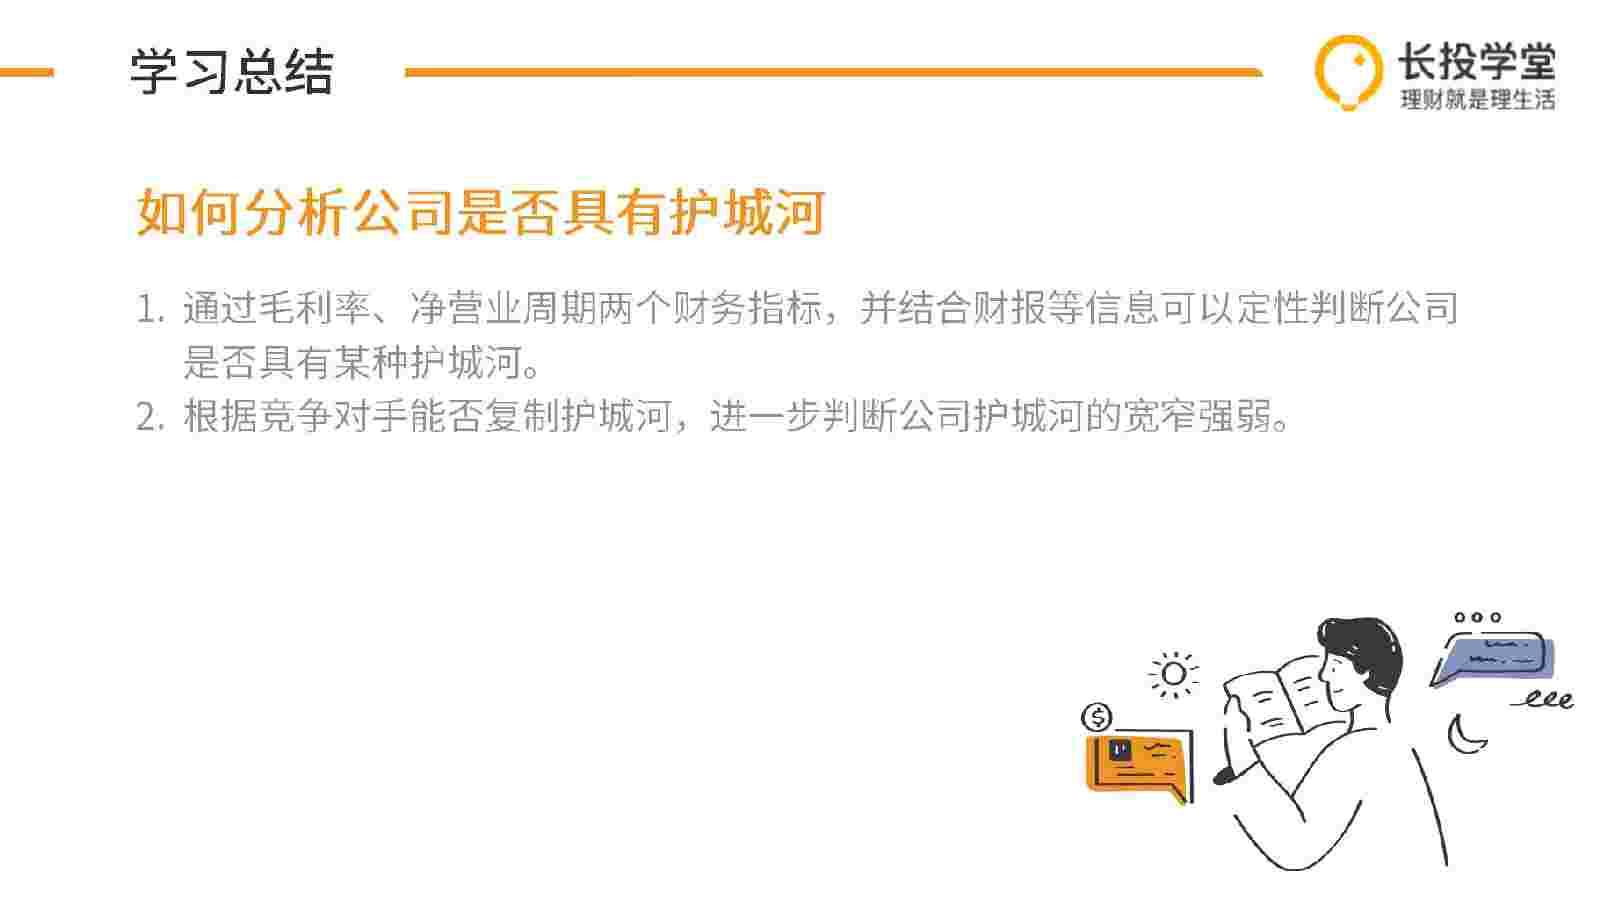 学习总结
长投学堂
理财就是理生活
如何分析公司是否具有护城河
1. 通过毛利率、净营业周期两个财务指标，并结合财报等信息可以定性判断公司
是否具有某种护城河。
2. 根据竞争对手能否复制护城河，进一步判断公司护城河的宽窄强弱。